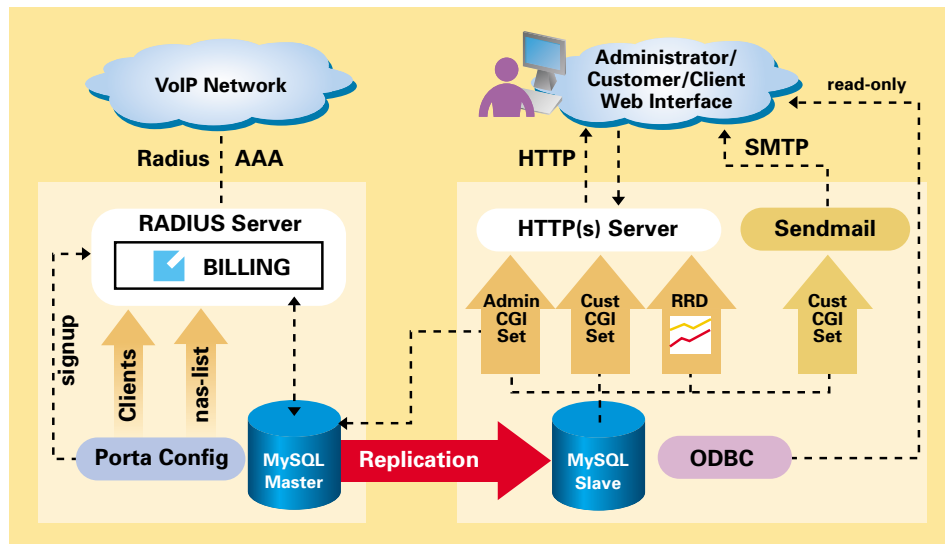 VoIP Network
Administrator/
Customer/Client
Web Interface
read-only
Radius AAA
HTTP
SMTP
RADIUS Server
BILLING
HTTP(s) Server
Sendmail
signup
Clients
nas-list
Admin
CGI
Set
Cust
CGI
Set
RRD
Cust
CGI
Set
Porta Config
MySQL
Master
Replication
MySQL
Slave
ODBC